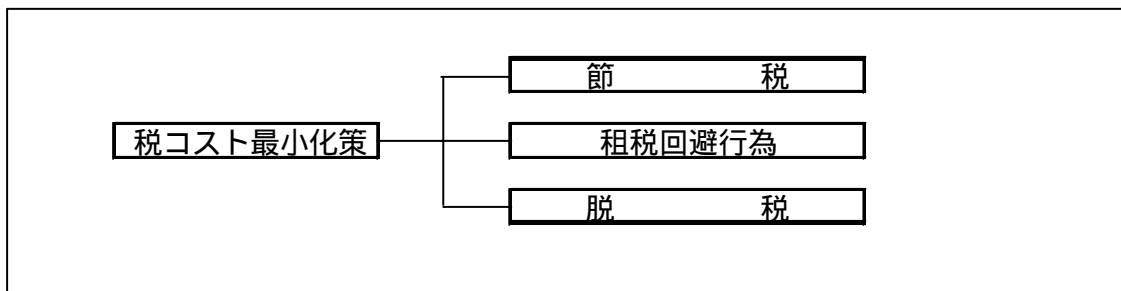 節　　　税
税コスト最小化策
租税回避行為
脱　　　税